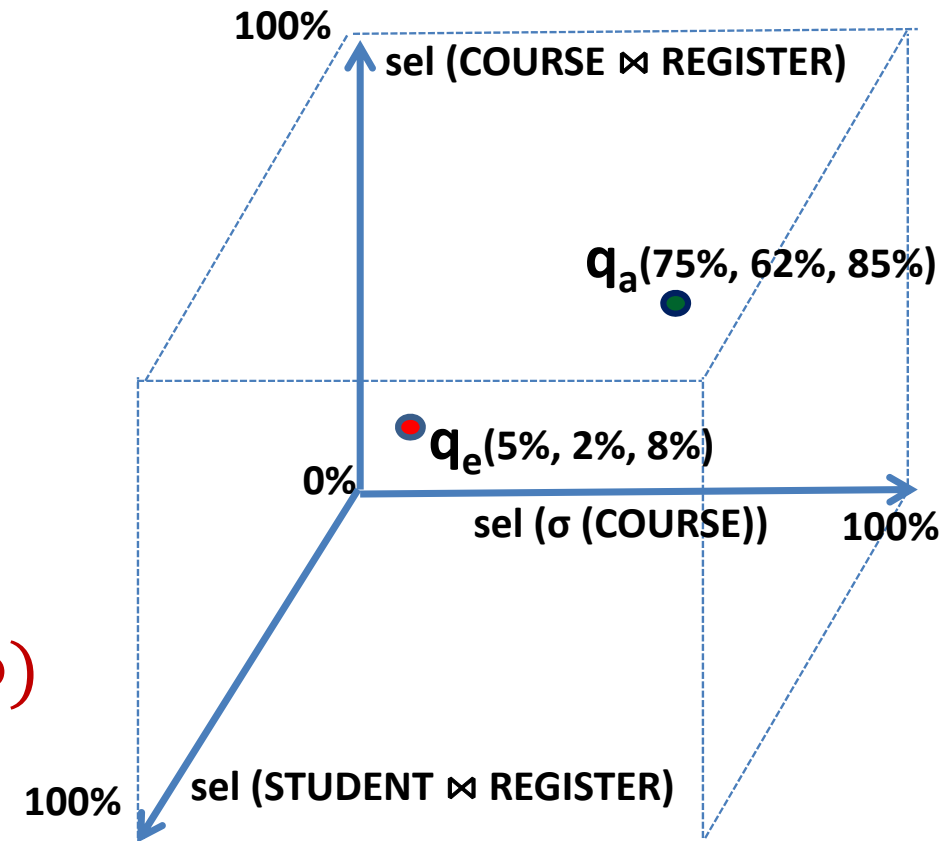 100%
sel (COURSE ⋈ REGISTER)
qₐ(75%, 62%, 85%)
qₑ(5%, 2%, 8%)
0%
sel (σ (COURSE))
100%
)
sel (STUDENT ⋈ REGISTER)
100%